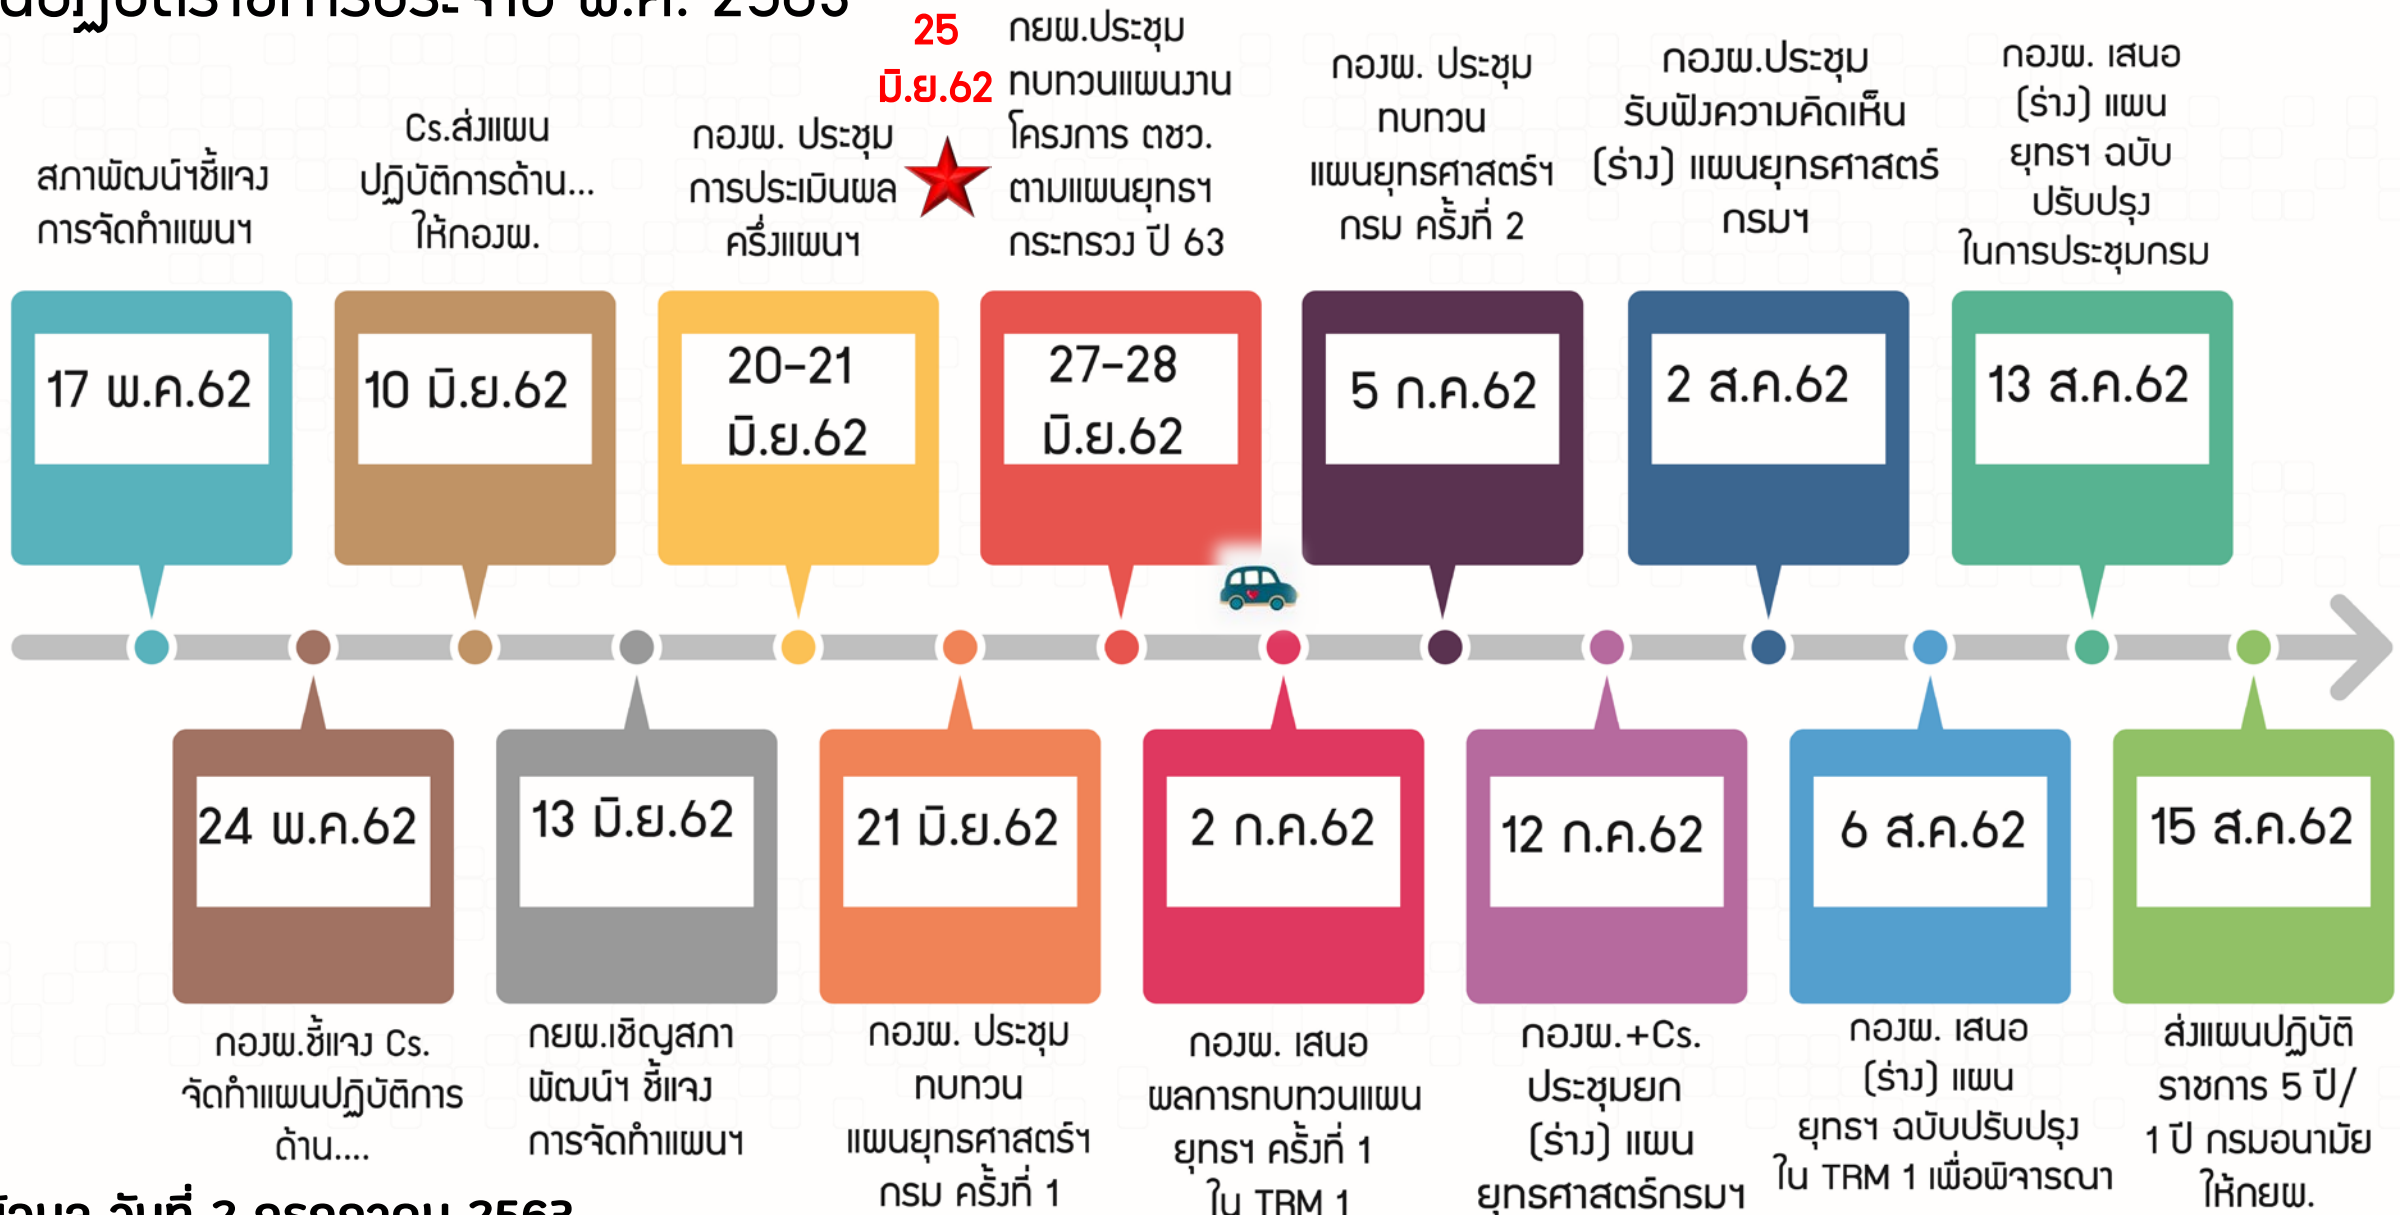 25
มิ.ย.62
สภาพัฒน์ฯชี้แจง
การจัดทำแผนฯ
Cs.ส่งแผน
ปฏิบัติการด้าน...
ให้กองผ.
กองผ. ประชุม
การประเมินผล
ครึ่งแผนฯ
กยผ.ประชุม
ทบทวนแผนงาน
โครงการ ตชว.
ตามแผนยุทธฯ
กระทรวง ปี 63
กองผ. ประชุม
ทบทวน
แผนยุทธศาสตร์ฯ
กรม ครั้งที่ 2
กองผ.ประชุม
รับฟังความคิดเห็น
(ร่าง) แผนยุทธศาสตร์
กรมฯ
กองผ. เสนอ
(ร่าง) แผน
ยุทธฯ ฉบับ
ปรับปรุง
ในการประชุมกรม
17 พ.ค.62
10 มิ.ย.62
20-21
มิ.ย.62
27-28
มิ.ย.62
5 ก.ค.62
2 ส.ค.62
13 ส.ค.62
24 พ.ค.62
13 มิ.ย.62
21 มิ.ย.62
2 ก.ค.62
12 ก.ค.62
6 ส.ค.62
15 ส.ค.62
กองผ.ชี้แจง Cs.
จัดทำแผนปฏิบัติการ
ด้าน....
กยผ.เชิญสภา
พัฒน์ฯ ชี้แจง
การจัดทำแผนฯ
กองผ. ประชุม
ทบทวน
แผนยุทธศาสตร์ฯ
กรม ครั้งที่ 1
กองผ. เสนอ
ผลการทบทวนแผน
ยุทธฯ ครั้งที่ 1
ใน TRM 1
กองผ.+Cs.
ประชุมยก
(ร่าง) แผน
ยุทธศาสตร์กรมฯ
กองผ. เสนอ
(ร่าง) แผน
ยุทธฯ ฉบับปรับปรุง
ใน TRM 1 เพื่อพิจารณา
ส่งแผนปฏิบัติ
ราชการ 5 ปี/
1 ปี กรมอนามัย
ให้กยผ.
วันที่ 2 กรกฎาคม 2563